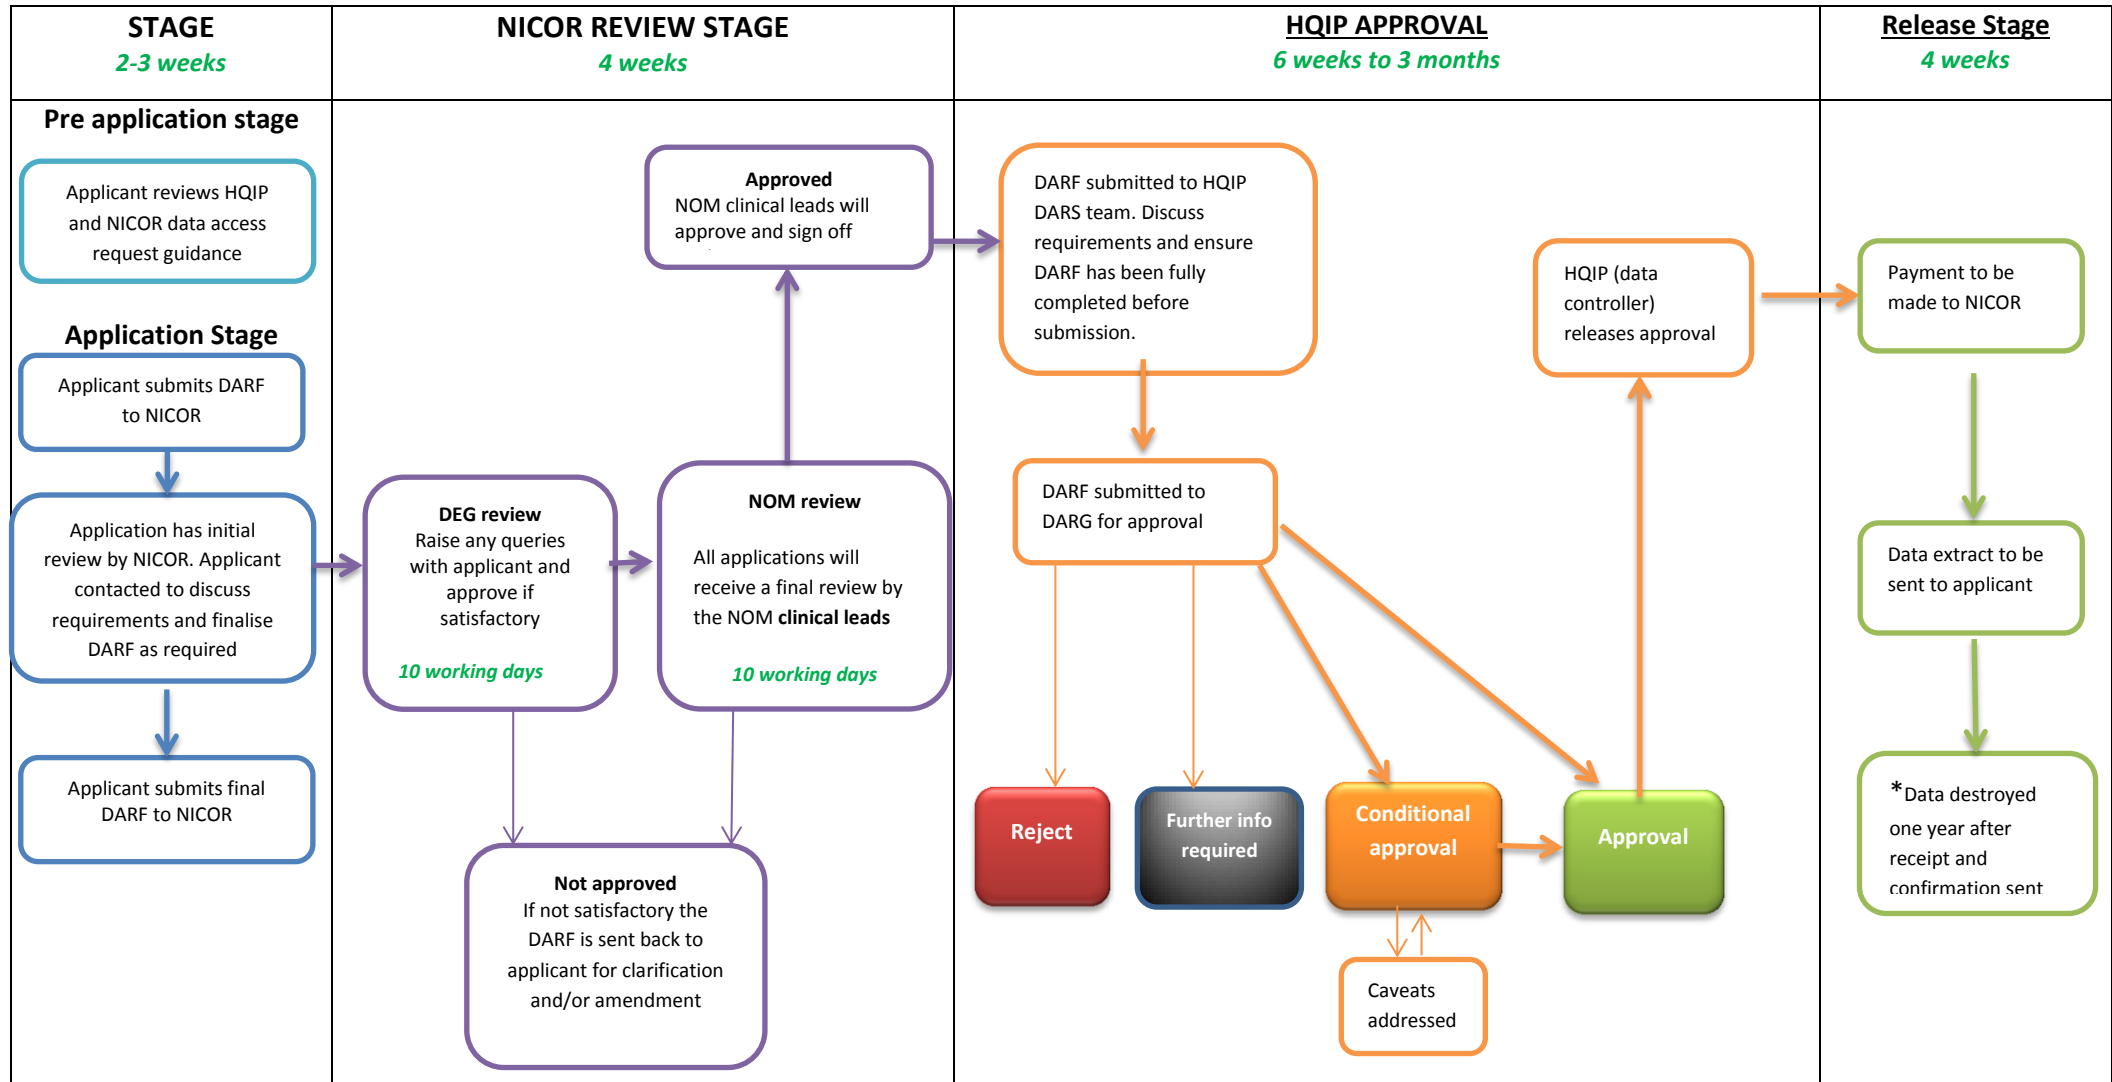 STAGE
2-3 weeks
NICOR REVIEW STAGE
4 weeks
HQIP APPROVAL
6 weeks to 3 months
Release Stage
4 weeks
Pre application stage
Applicant reviews HQIP
and NICOR data access
request guidance
Application Stage
Applicant submits DARF
to NICOR
Application has initial
review by NICOR. Applicant
contacted to discuss
requirements and finalise
DARF as required
Applicant submits final
DARF to NICOR
DEG review
Raise any queries
with applicant and
approve if
satisfactory
10 working days
NOM review
All applications will
receive a final review by
the NOM clinical leads
10 working days
Approved
NOM clinical leads will
approve and sign off
Not approved
If not satisfactory the
DARF is sent back to
applicant for clarification
and/or amendment
DARF submitted to HQIP
DARS team. Discuss
requirements and ensure
DARF has been fully
completed before
submission.
DARF submitted to
DARG for approval
Reject
Further info
required
Conditional
approval
Approval
Caveats
addressed
HQIP (data
controller)
releases approval
Payment to be
made to NICOR
Data extract to be
sent to applicant
*Data destroyed
one year after
receipt and
confirmation sent